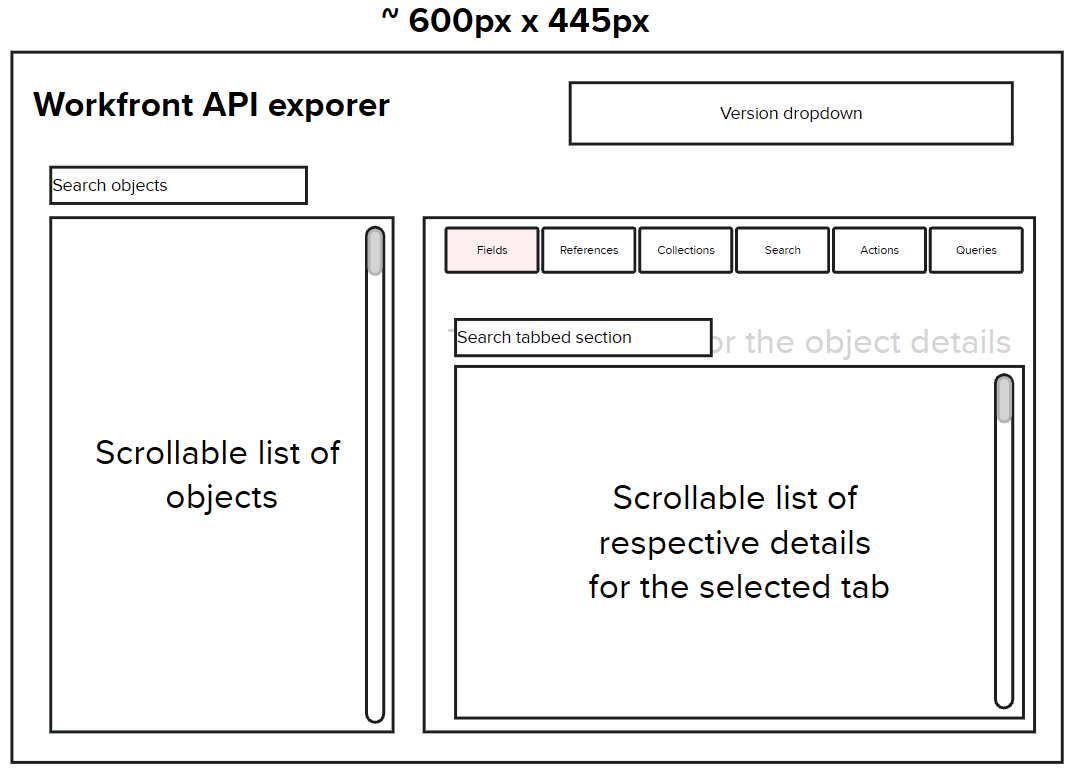 ~ 600px x 445px
Workfront API exporer
Version dropdown
Search objects
Fields
References
Collections
Search
Actions
Queries
Search tabbed section
the object details
Scrollable list of
objects
Scrollable list of
respective details
for the selected tab